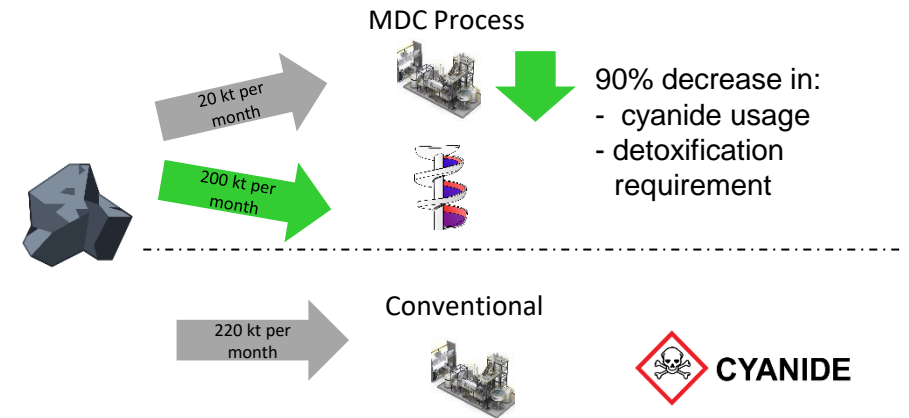 MDC Process
20 kt per
month
90% decrease in:
- cyanide usage
- detoxification
requirement
200 kt per
month
Conventional
220 kt per
month
CYANIDE